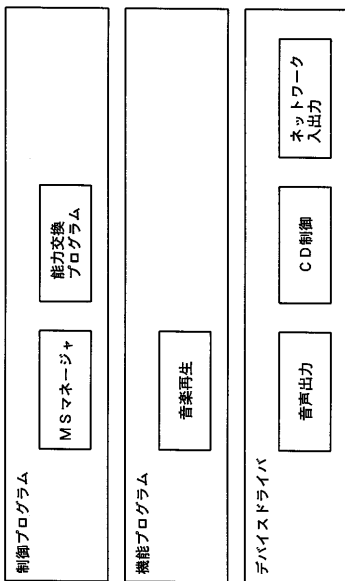 制御プログラム
MSマネージャ
能力交換
プログラム
機能プログラム
音楽再生
デバイスドライバ
音声出力
CD制御
ネットワーク
入出力